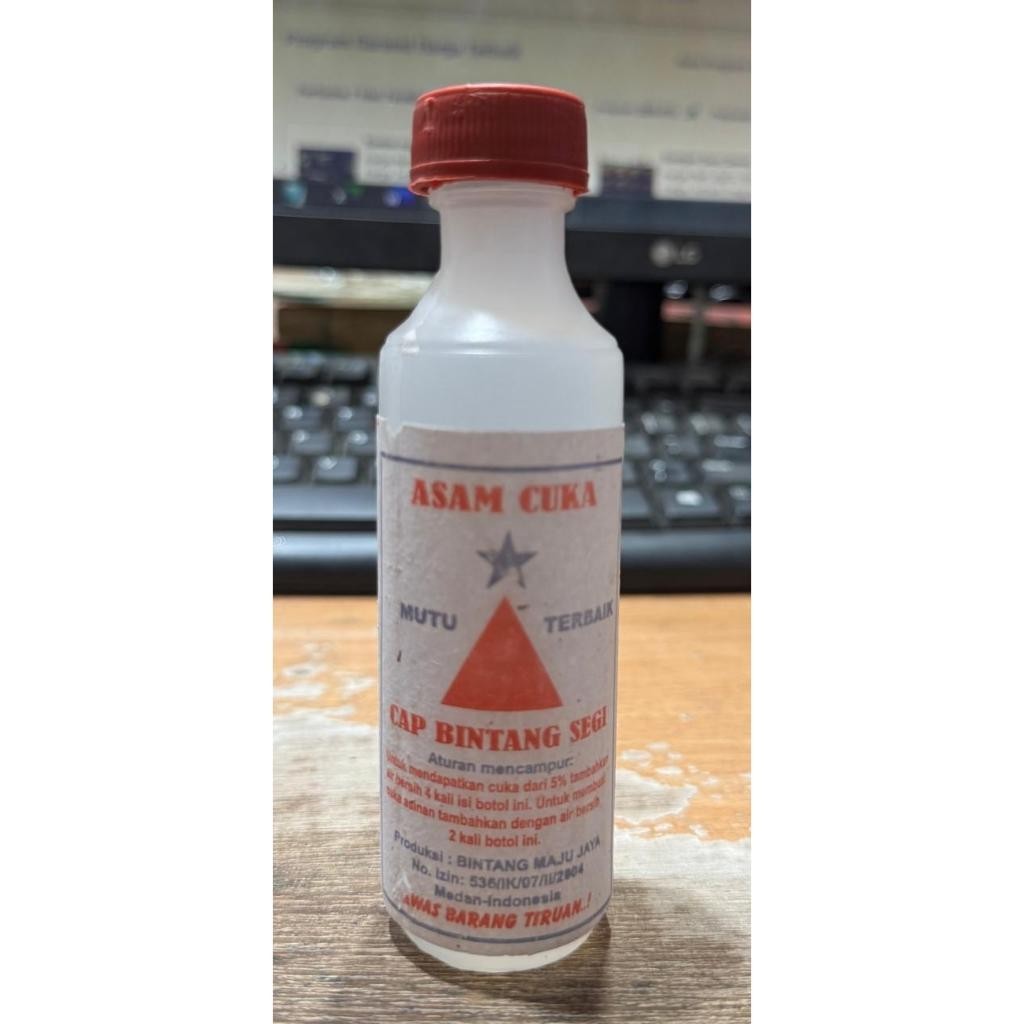 LG
ASAM CUKA
MUTU TERBAIK
CAP BINTANG SEGI
Aturan mencampur:
Untuk mendapatkan cuka dari 5% tambahkan
air bersih 4 kali isi botol ini. Untuk membuat
cuka adinan tambahkan dengan air bersih
2 kali botol ini.
Produksi : BINTANG MAJU JAYA
No. Izin: 536/IK/07/II/2004
Medan-Indonesia
AWAS BARANG TIRUAN..!